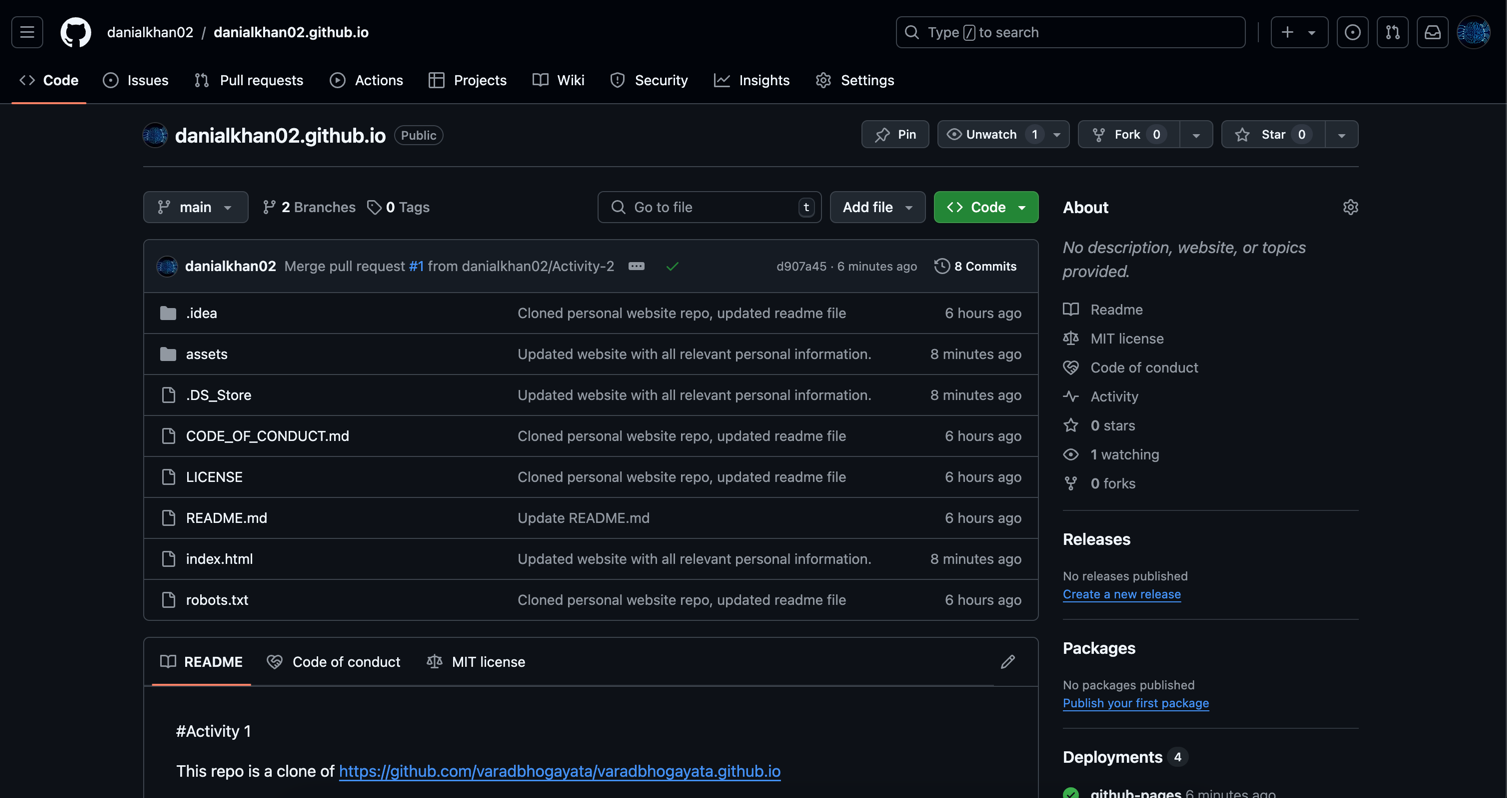 danialkhan02 / danialkhan02.github.io
Type / to search
Code Issues Pull requests Actions Projects Wiki Security Insights Settings
danialkhan02.github.io Public
Pin Unwatch 1 Fork 0 Star 0
main 2 Branches 0 Tags Go to file t Add file Code
danialkhan02 Merge pull request #1 from danialkhan02/Activity-2 d907a45 · 6 minutes ago 8 Commits
.idea Cloned personal website repo, updated readme file 6 hours ago
assets Updated website with all relevant personal information. 8 minutes ago
.DS_Store Updated website with all relevant personal information. 8 minutes ago
CODE_OF_CONDUCT.md Cloned personal website repo, updated readme file 6 hours ago
LICENSE Cloned personal website repo, updated readme file 6 hours ago
README.md Update README.md 6 hours ago
index.html Updated website with all relevant personal information. 8 minutes ago
robots.txt Cloned personal website repo, updated readme file 6 hours ago
README Code of conduct MIT license
#Activity 1
This repo is a clone of https://github.com/varadbhogayata/varadbhogayata.github.io
About
No description, website, or topics
provided.
Readme
MIT license
Code of conduct
Activity
0 stars
1 watching
0 forks
Releases
No releases published
Create a new release
Packages
No packages published
Publish your first package
Deployments 4
github-pages 6 minutes ago